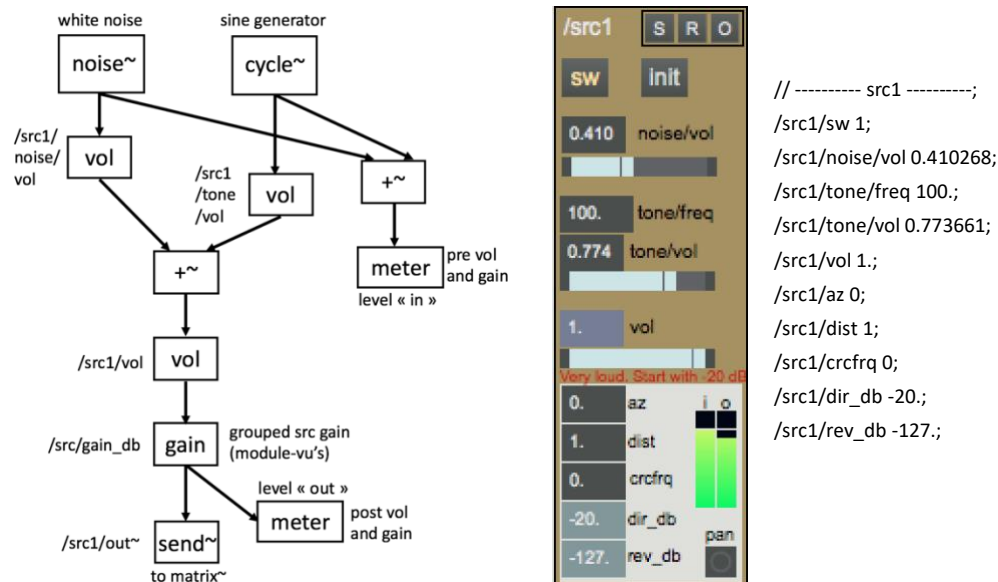 white noise
sine generator
noise~
cycle~
/src1/
noise/
vol
vol
/src1
/tone
/vol
vol
+~
+~
meter
pre vol
and gain
level « in »
/src1/vol
vol
/src/gain_db
gain
grouped src gain
(module-vu's)
level « out »
meter
post vol
and gain
/src1/out~
send~
to matrix~
/src1
S R O
sw
init
0.410 noise/vol
100. tone/freq
0.774 tone/vol
1. vol
Very loud. Start with -20 dB
0. az
i o
1. dist
0. crcfrq
-20. dir_db
pan
-127. rev_db
// ---------- src1 ----------;
/src1/sw 1;
/src1/noise/vol 0.410268;
/src1/tone/freq 100.;
/src1/tone/vol 0.773661;
/src1/vol 1.;
/src1/az 0;
/src1/dist 1;
/src1/crcfrq 0;
/src1/dir_db -20.;
/src1/rev_db -127.;